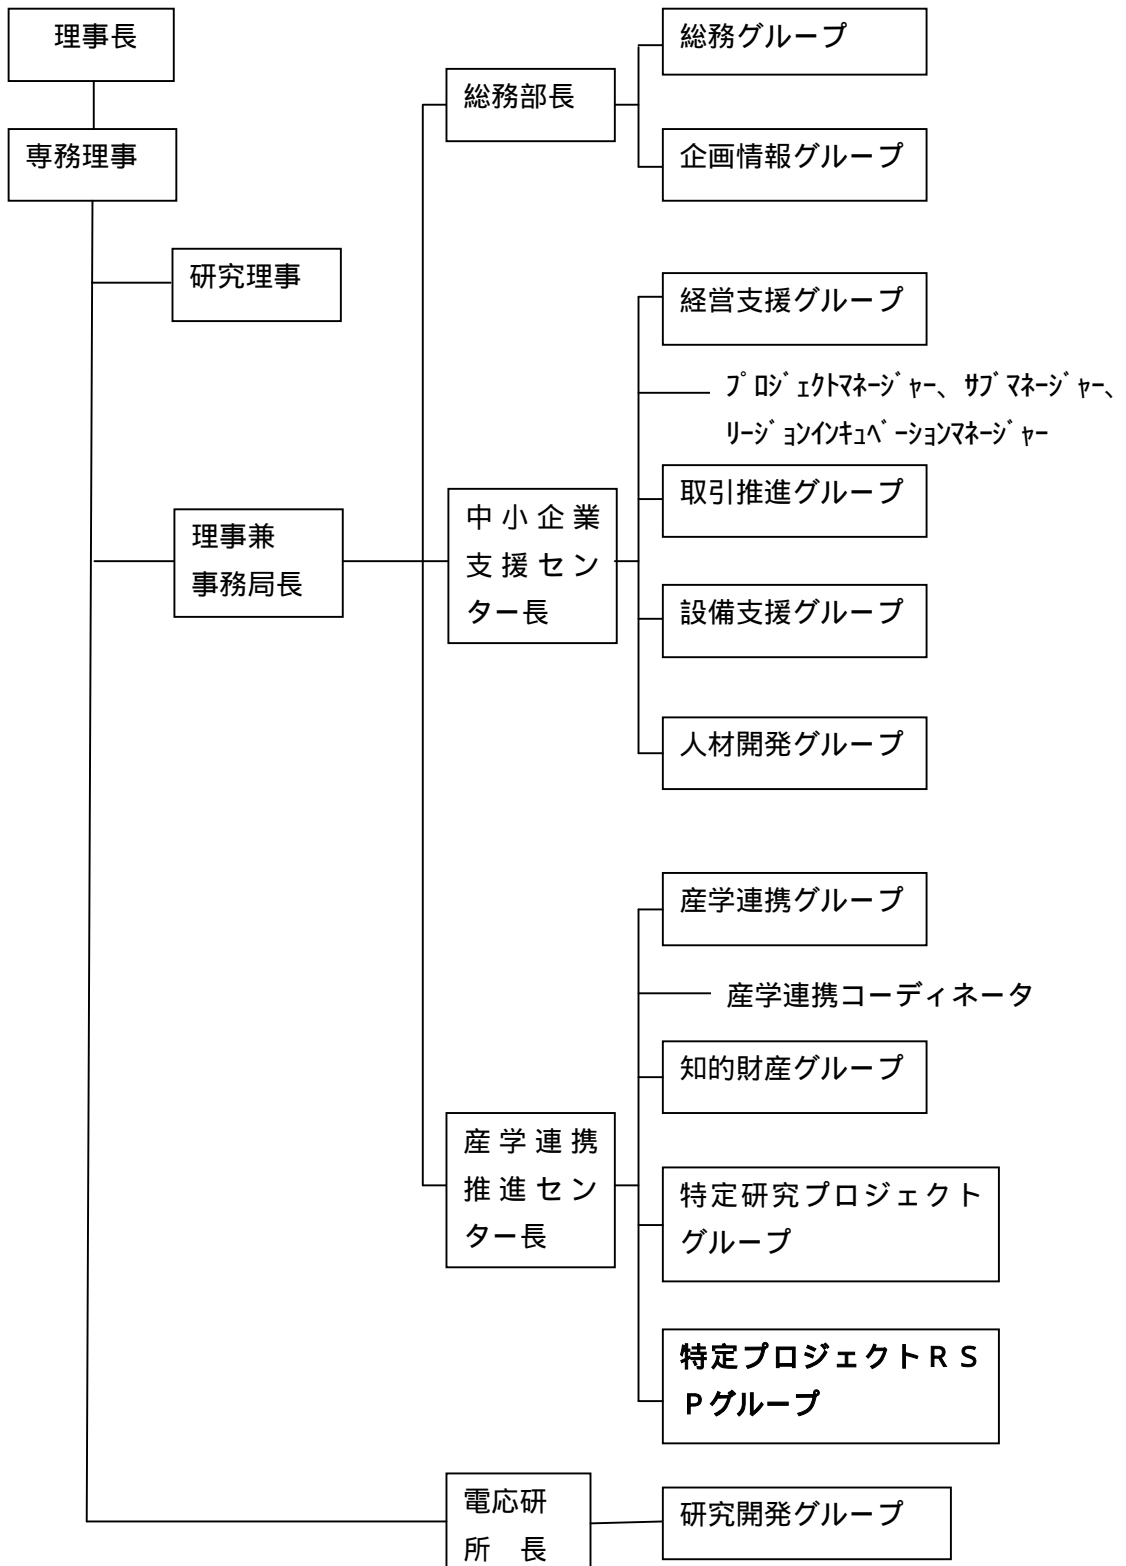 理事長
専務理事
研究理事
理事兼
事務局長
総務部長
総務グループ
企画情報グループ
中小企業
支援セン
ター長
経営支援グループ
プロジェクトマネージャー、サブマネージャー、
リージョンインキュベーションマネージャー
取引推進グループ
設備支援グループ
人材開発グループ
産学連携
推進セン
ター長
産学連携グループ
産学連携コーディネータ
知的財産グループ
特定研究プロジェクト
グループ
特定プロジェクトRS
Pグループ
電応研
所 長
研究開発グループ